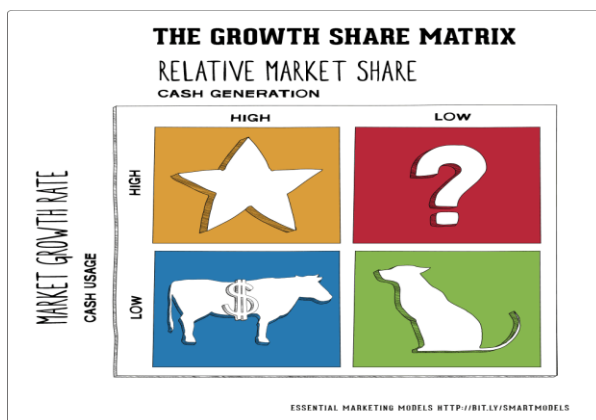 THE GROWTH SHARE MATRIX
RELATIVE MARKET SHARE
CASH GENERATION
HIGH
LOW
MARKET GROWTH RATE
CASH USAGE
HIGH
?
LOW
$
ESSENTIAL MARKETING MODELS HTTP://BIT.LY/SMARTMODELS